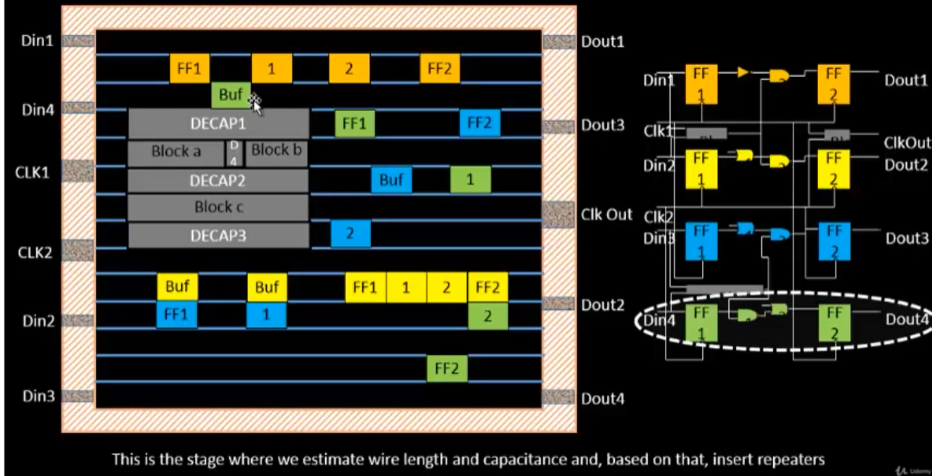 Din1
Dout1
FF1
1
2
FF2
Buf
Din4
DECAP1
FF1
FF2
Dout3
Block a
D
4
Block b
CLK1
DECAP2
Buf
1
Block c
Clk Out
DECAP3
2
CLK2
Buf
Buf
FF1
1
2
FF2
Dout2
FF1
1
2
Din2
FF2
Din3
Dout4
Din1
FF
1
FF
2
Dout1
Clk1
ClkOut
Din2
FF
1
FF
2
Dout2
Clk2
Din3
FF
1
FF
2
Dout3
Din4
FF
1
FF
2
Dout4
This is the stage where we estimate wire length and capacitance and, based on that, insert repeaters
Udemy